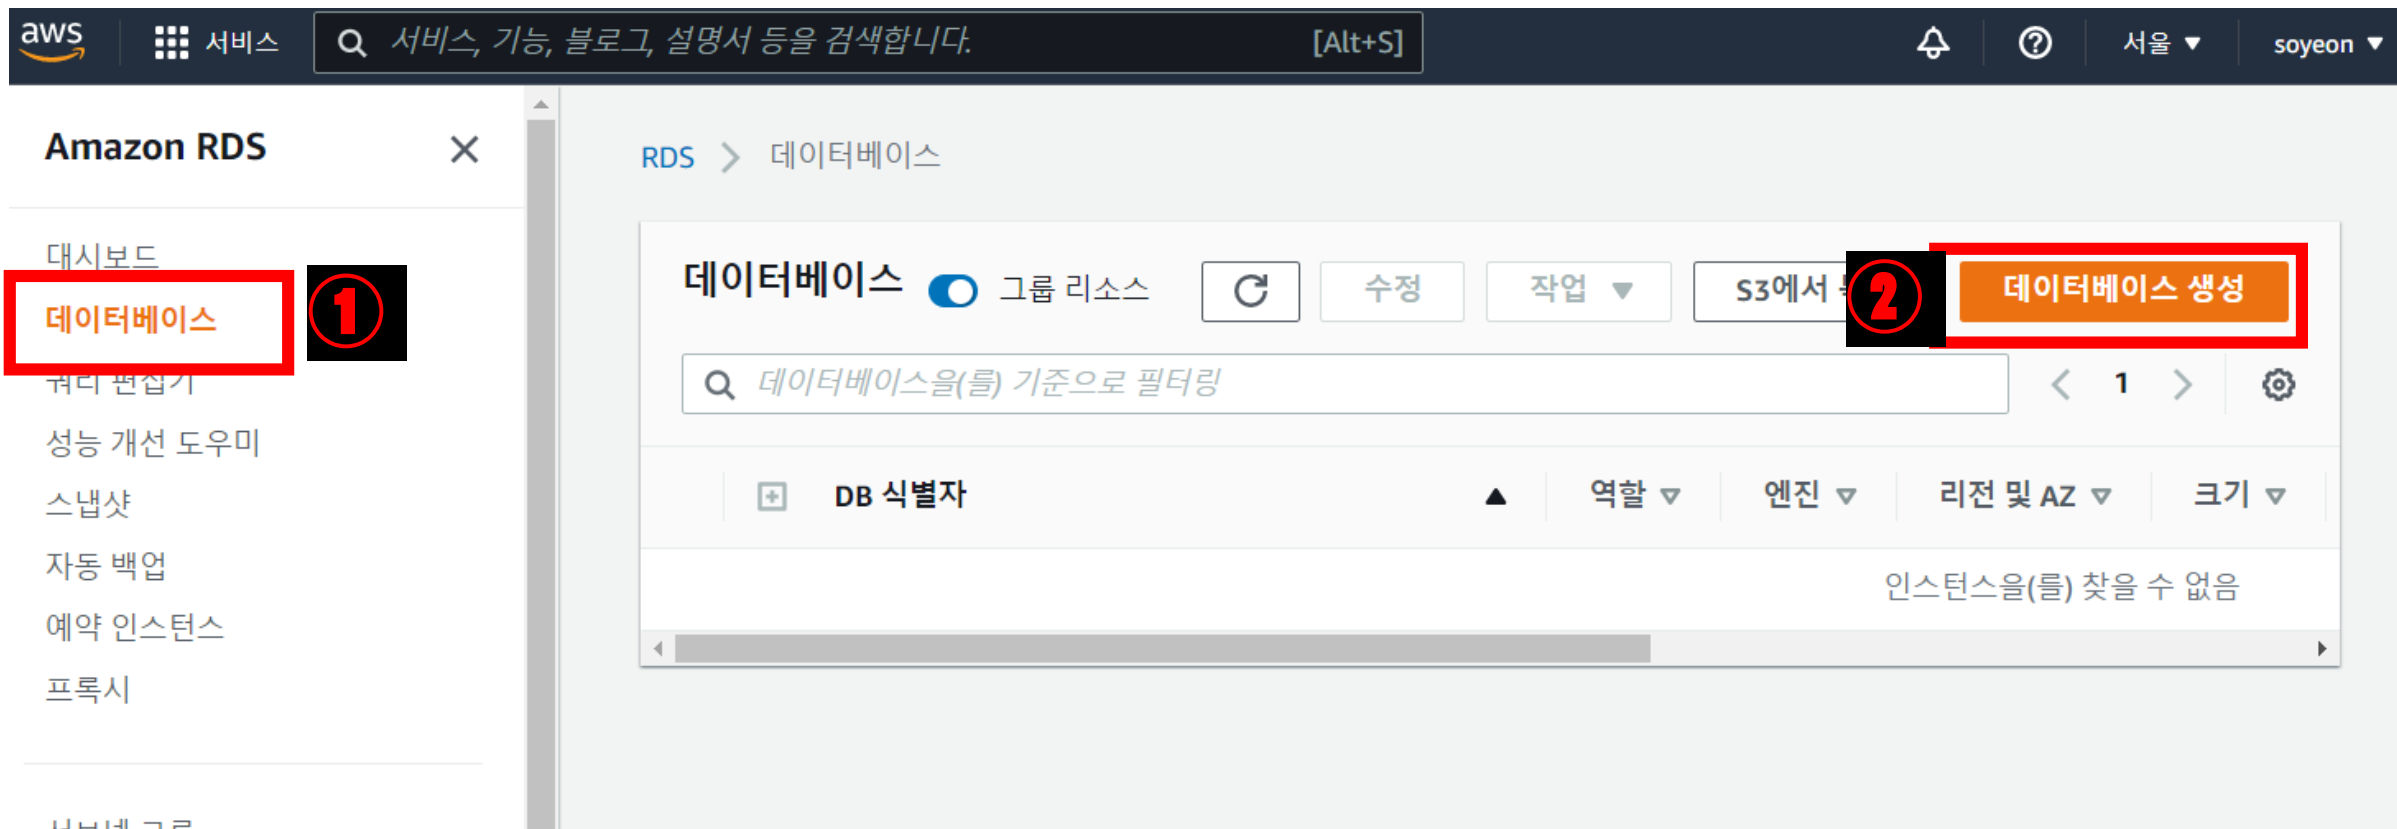 aws 서비스 서비스, 기능, 블로그, 설명서 등을 검색합니다. [Alt+S] 서울 ▼ soyeon ▼
Amazon RDS
대시보드
데이터베이스 ①
쿼리 편집기
성능 개선 도우미
스냅샷
자동 백업
예약 인스턴스
프록시
RDS > 데이터베이스
데이터베이스 그룹 리소스 수정 작업 ▼ S3에서 ② 데이터베이스 생성
데이터베이스을(를) 기준으로 필터링 < 1 >
DB 식별자 ▲ 역할 ▽ 엔진 ▽ 리전 및 AZ ▽ 크기 ▽
인스턴스을(를) 찾을 수 없음